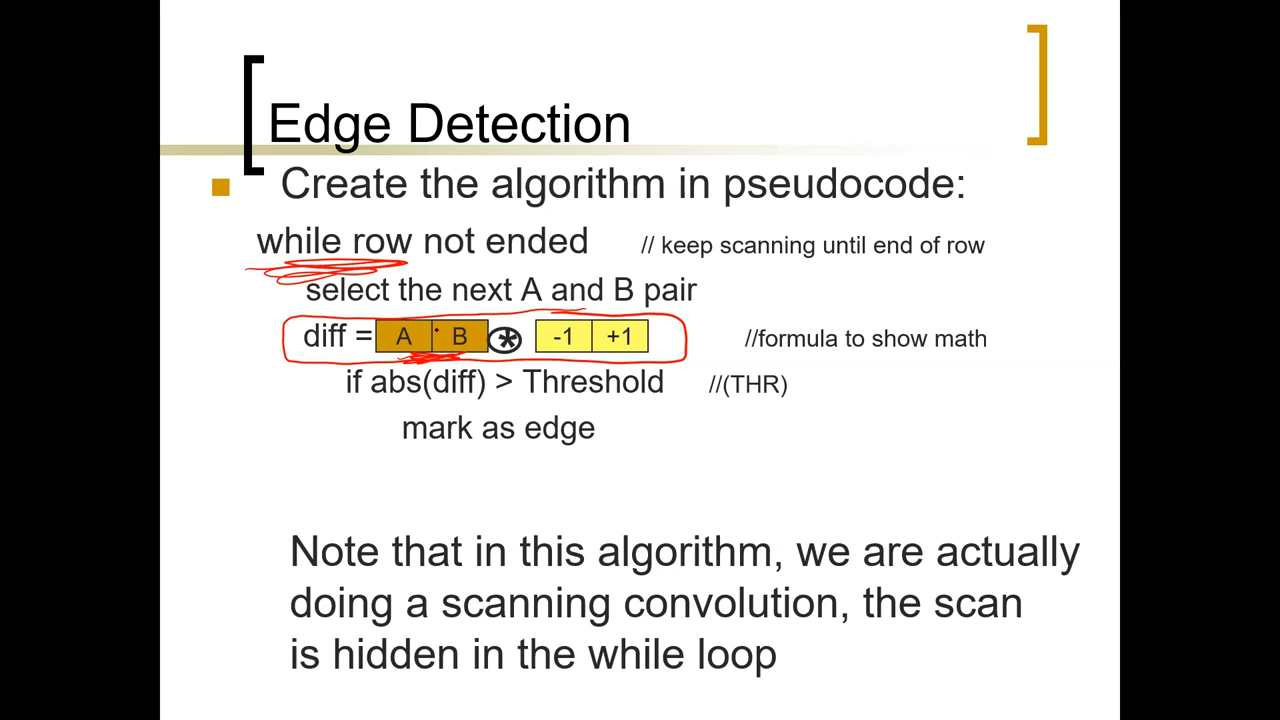 Edge Detection
Create the algorithm in pseudocode:
while row not ended // keep scanning until end of row
select the next A and B pair
diff = A B * -1 +1 //formula to show math
if abs(diff) > Threshold //(THR)
mark as edge
Note that in this algorithm, we are actually
doing a scanning convolution, the scan
is hidden in the while loop